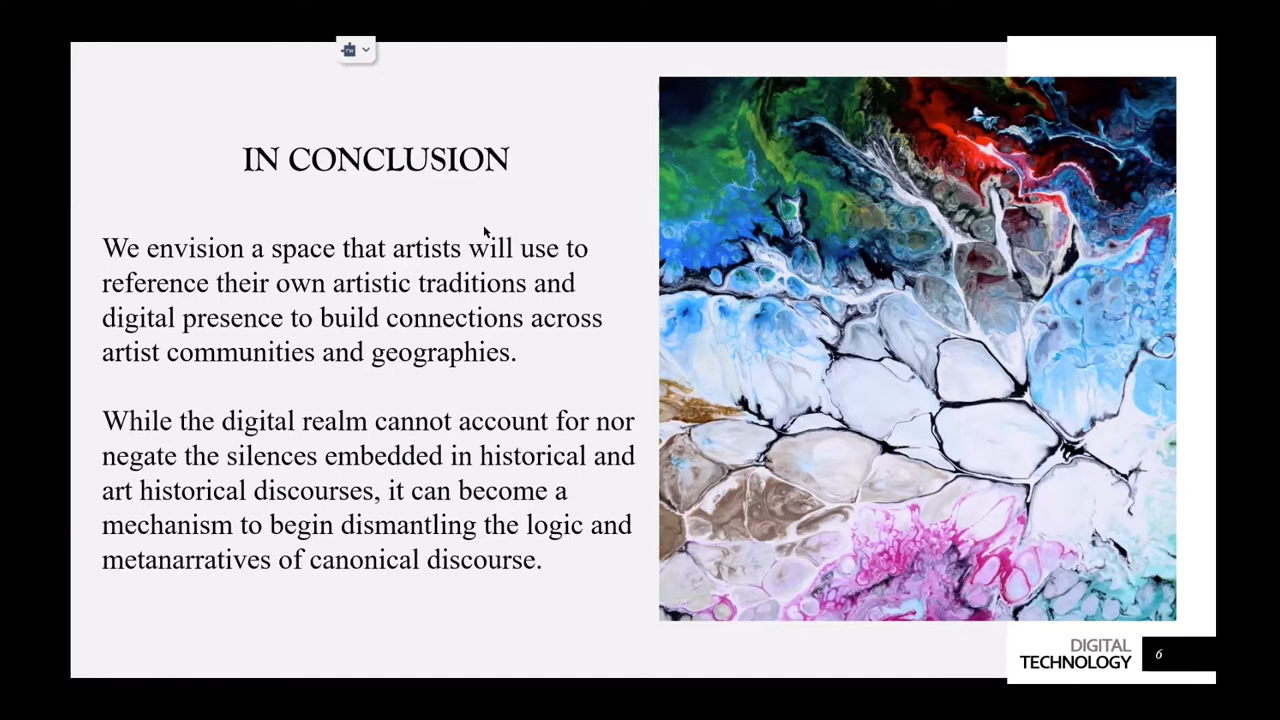 IN CONCLUSION
We envision a space that artists will use to
reference their own artistic traditions and
digital presence to build connections across
artist communities and geographies.
While the digital realm cannot account for nor
negate the silences embedded in historical and
art historical discourses, it can become a
mechanism to begin dismantling the logic and
metanarratives of canonical discourse.
DIGITAL
TECHNOLOGY
6